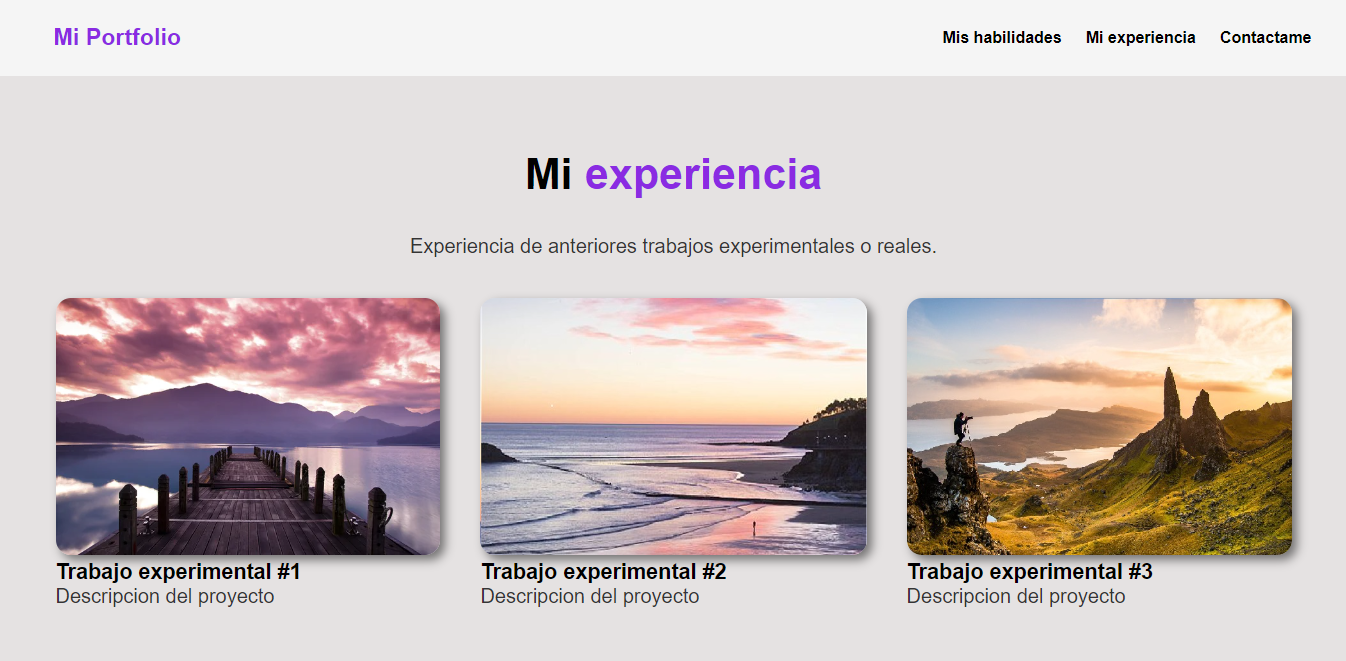 Mi Portfolio
Mis habilidades Mi experiencia Contactame
Mi experiencia
Experiencia de anteriores trabajos experimentales o reales.
Trabajo experimental #1
Descripcion del proyecto
Trabajo experimental #2
Descripcion del proyecto
Trabajo experimental #3
Descripcion del proyecto